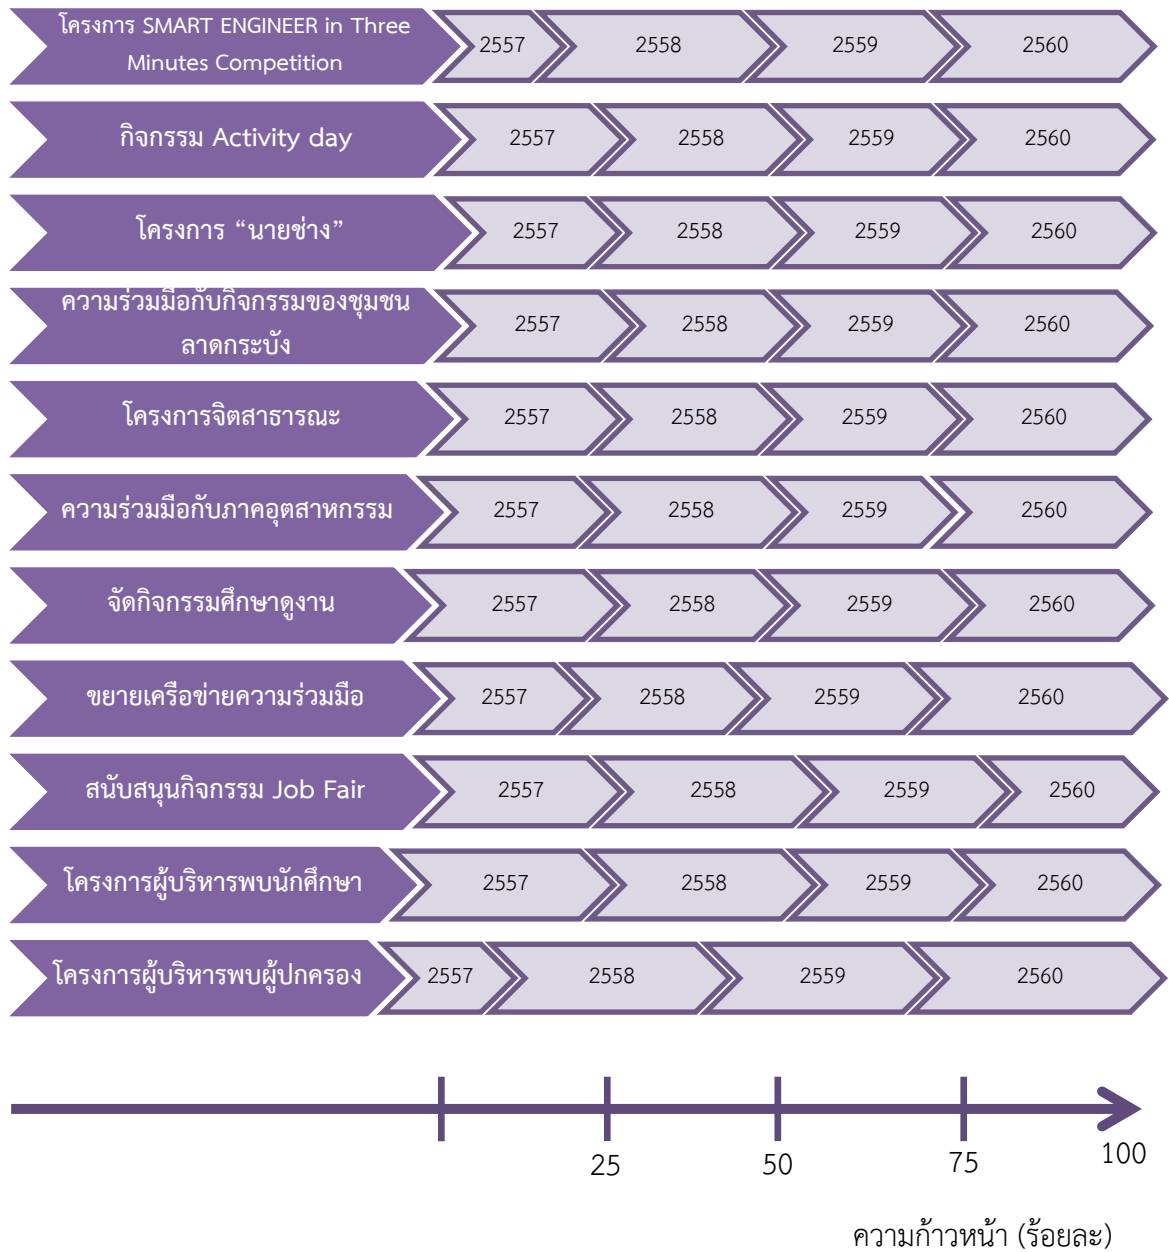 โครงการ SMART ENGINEER in Three
Minutes Competition
2557 2558 2559 2560
กิจกรรม Activity day
2557 2558 2559 2560
โครงการ “นายช่าง”
2557 2558 2559 2560
ความร่วมมือกับกิจกรรมของชุมชน
ลาดกระบัง
2557 2558 2559 2560
โครงการจิตสาธารณะ
2557 2558 2559 2560
ความร่วมมือกับภาคอุตสาหกรรม
2557 2558 2559 2560
จัดกิจกรรมศึกษาดูงาน
2557 2558 2559 2560
ขยายเครือข่ายความร่วมมือ
2557 2558 2559 2560
สนับสนุนกิจกรรม Job Fair
2557 2558 2559 2560
โครงการผู้บริหารพบนักศึกษา
2557 2558 2559 2560
โครงการผู้บริหารพบผู้ปกครอง
2557 2558 2559 2560
25 50 75 100
ความก้าวหน้า (ร้อยละ)